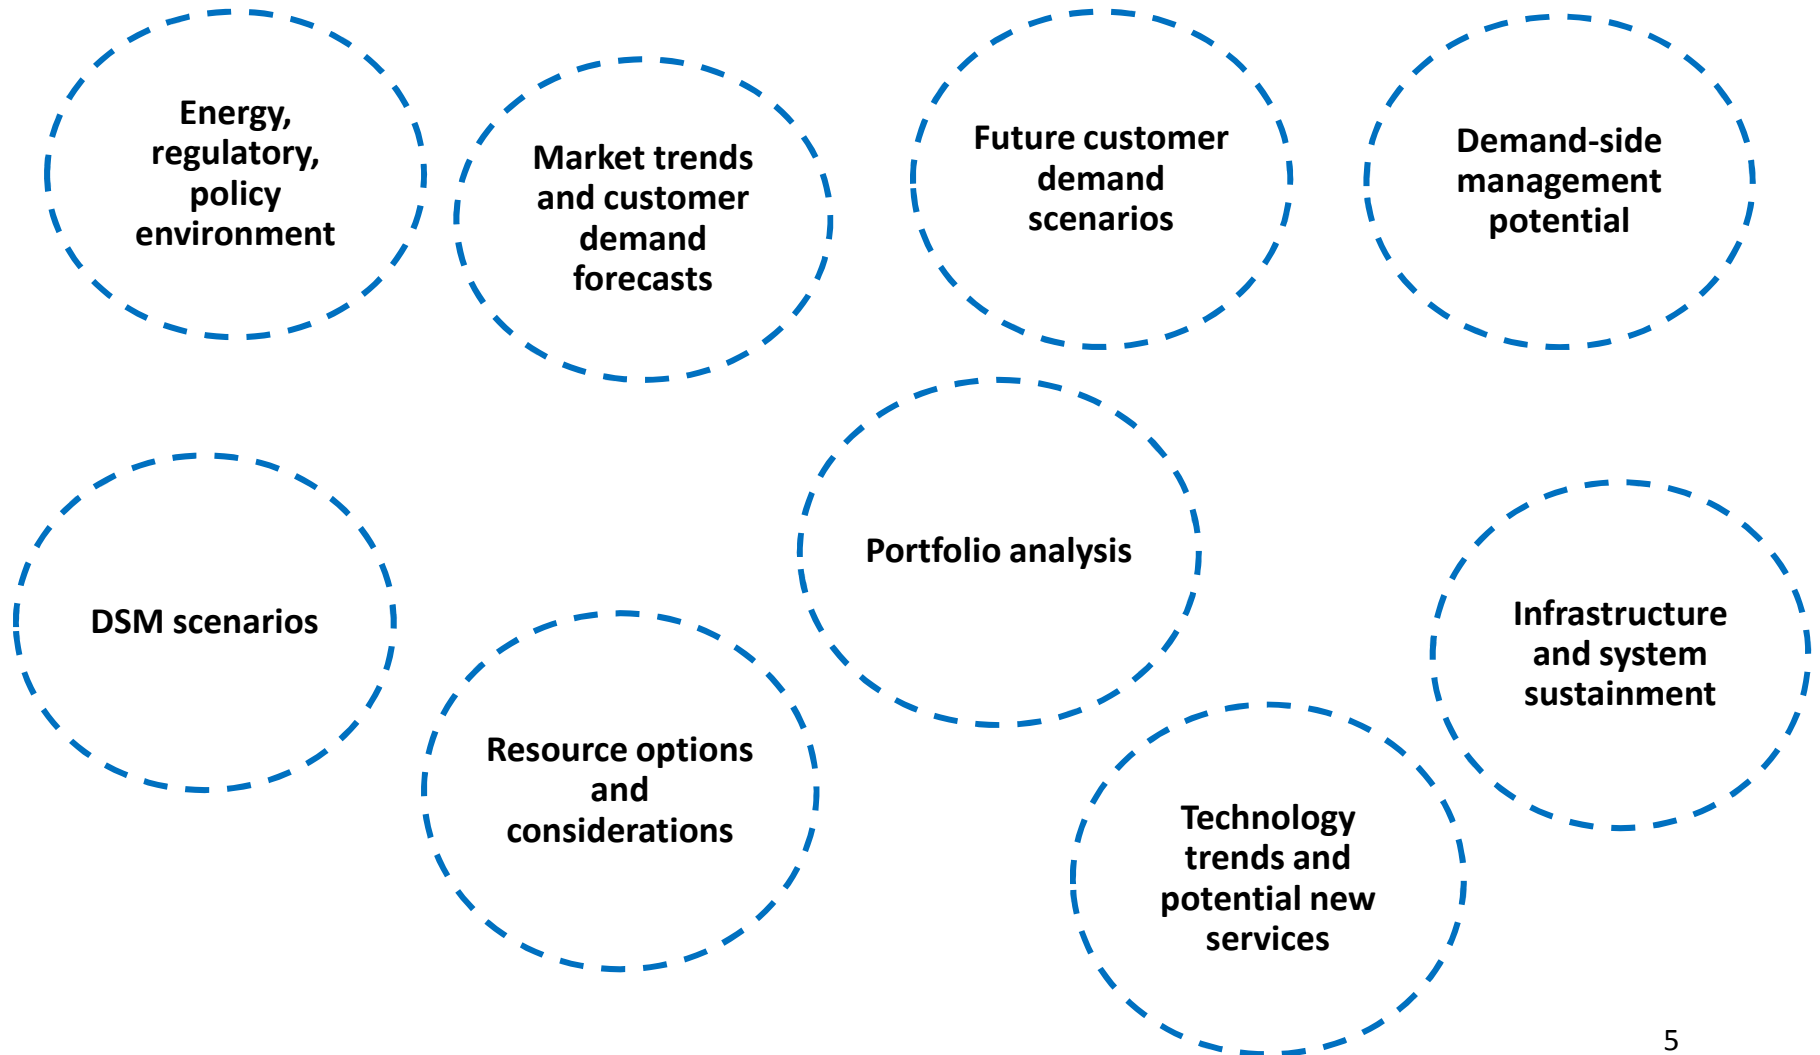 Energy,
regulatory,
policy
environment
Market trends
and customer
demand
forecasts
Future customer
demand
scenarios
Demand-side
management
potential
DSM scenarios
Resource options
and
considerations
Portfolio analysis
Technology
trends and
potential new
services
Infrastructure
and system
sustainment
5